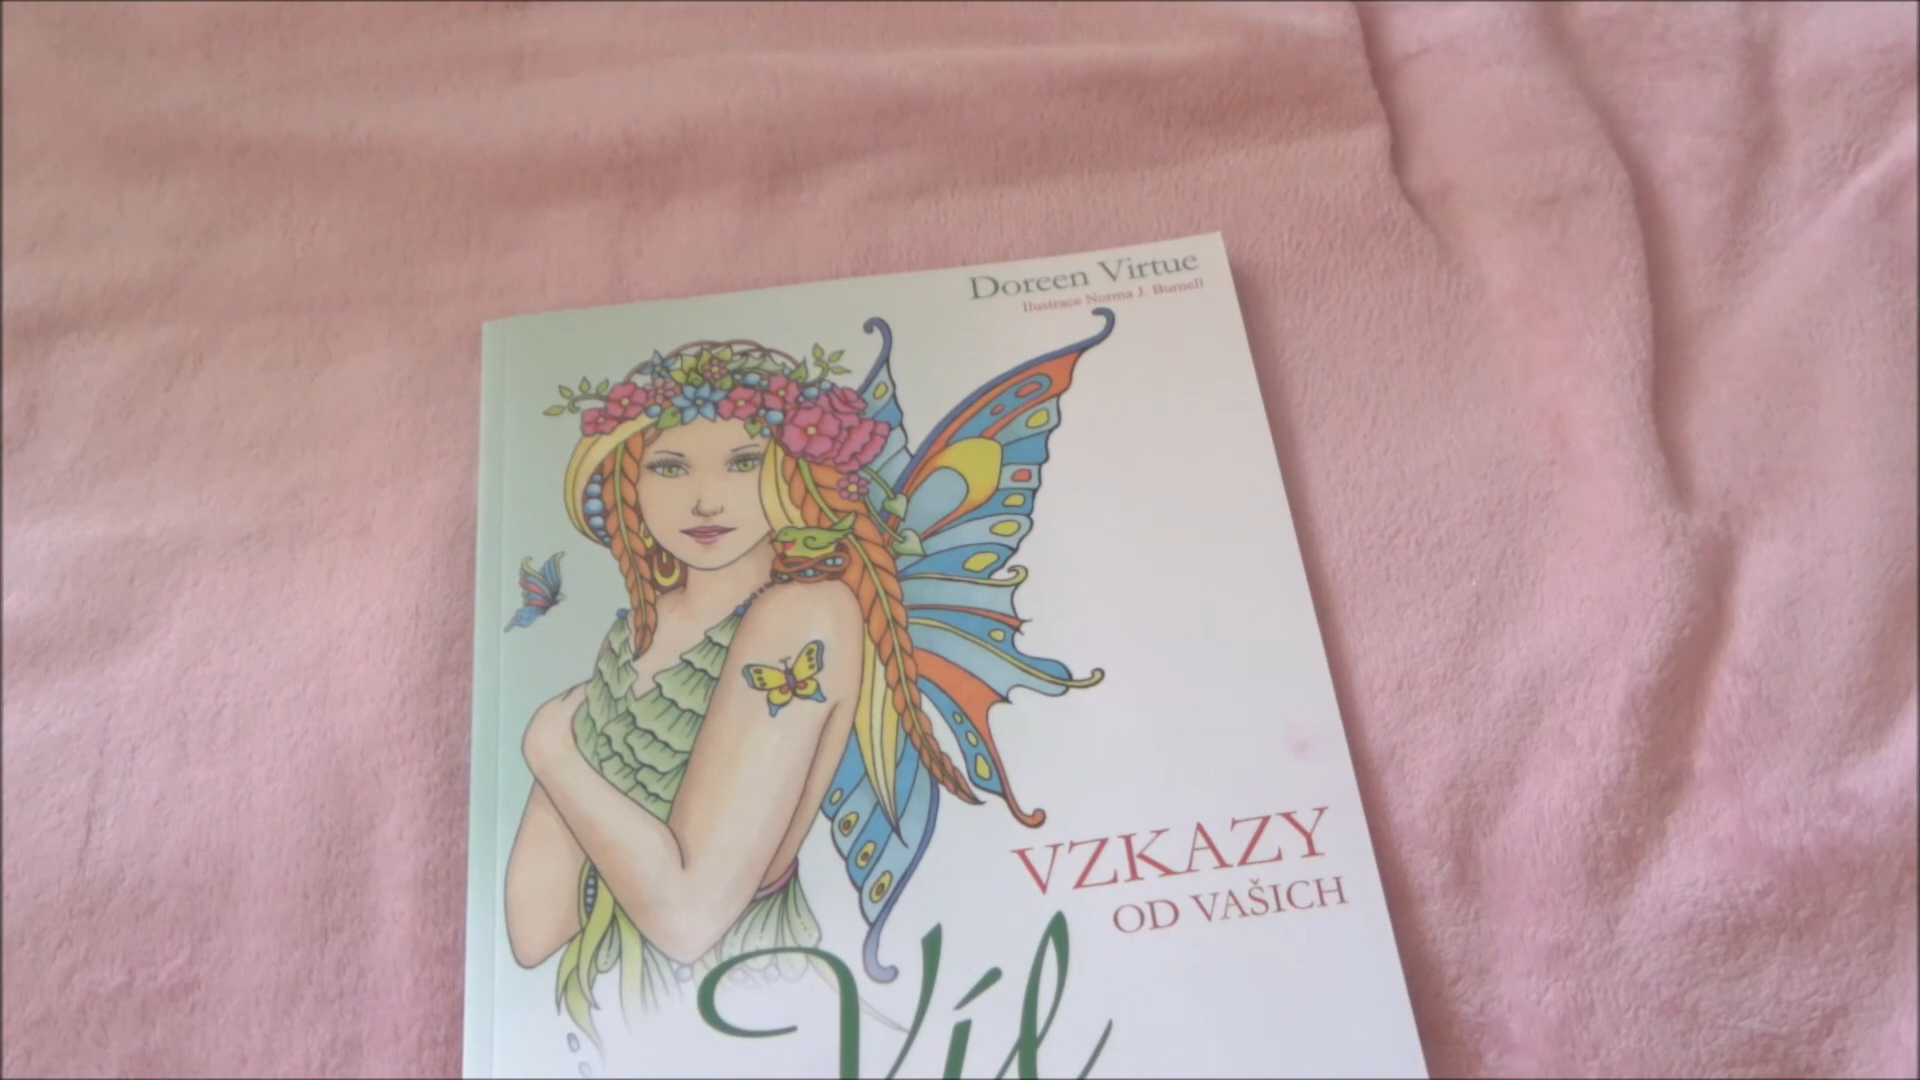 Doreen Virtue
Ilustrace Norma J. Burnell
VZKAZY
OD VAŠICH
Víl